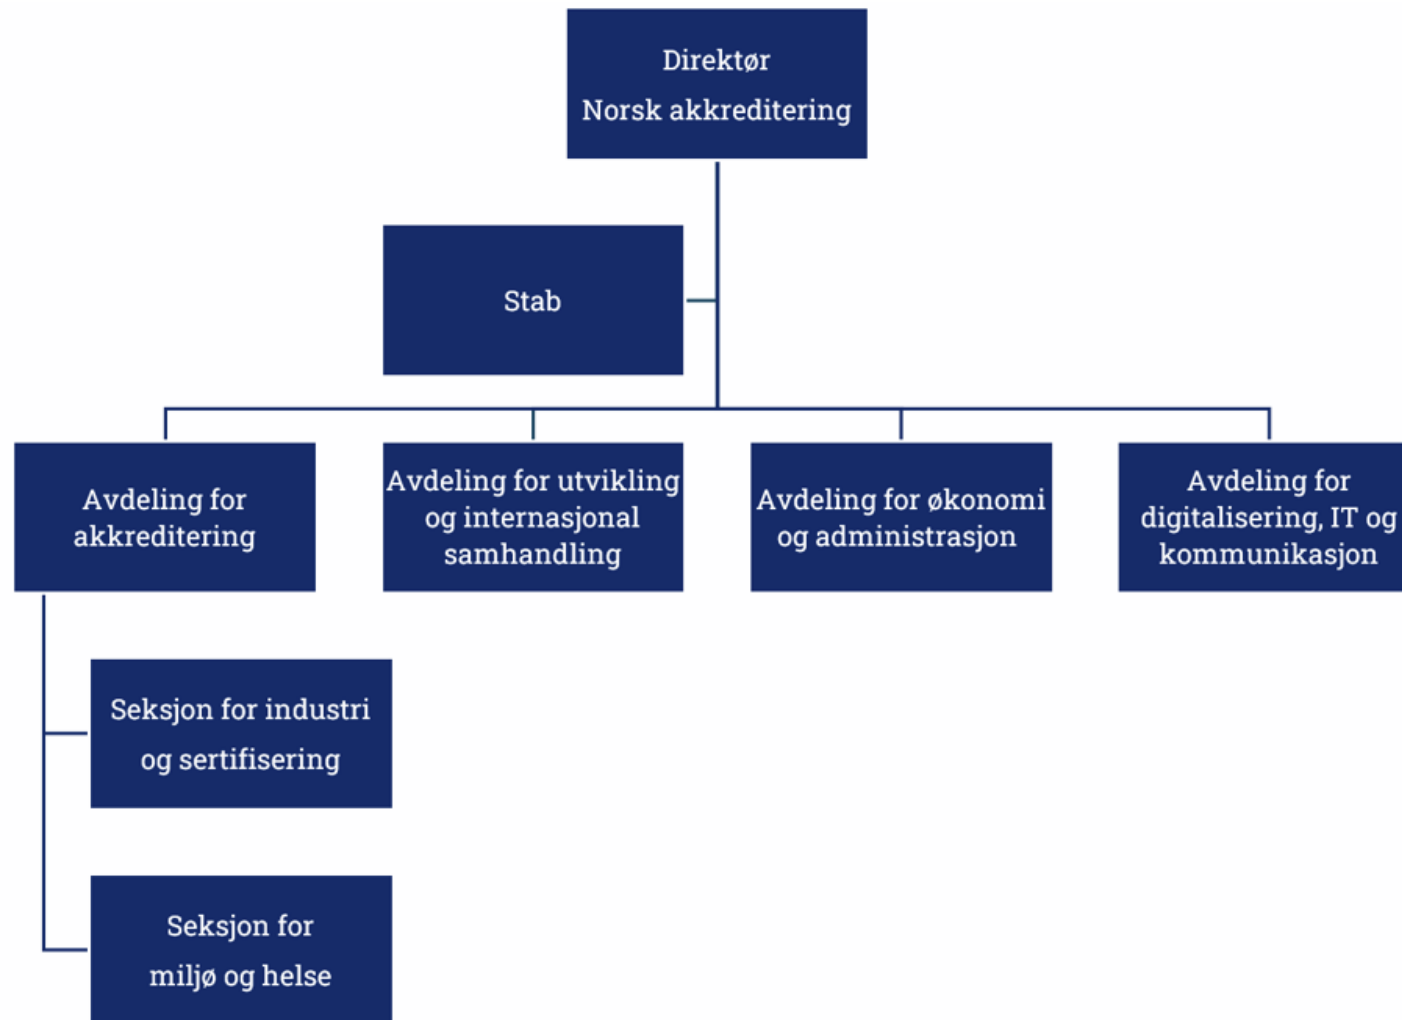 Direktør
Norsk akkreditering
Stab
Avdeling for
akkreditering
Avdeling for utvikling
og internasjonal
samhandling
Avdeling for økonomi
og administrasjon
Avdeling for
digitalisering, IT og
kommunikasjon
Seksjon for industri
og sertifisering
Seksjon for
miljø og helse